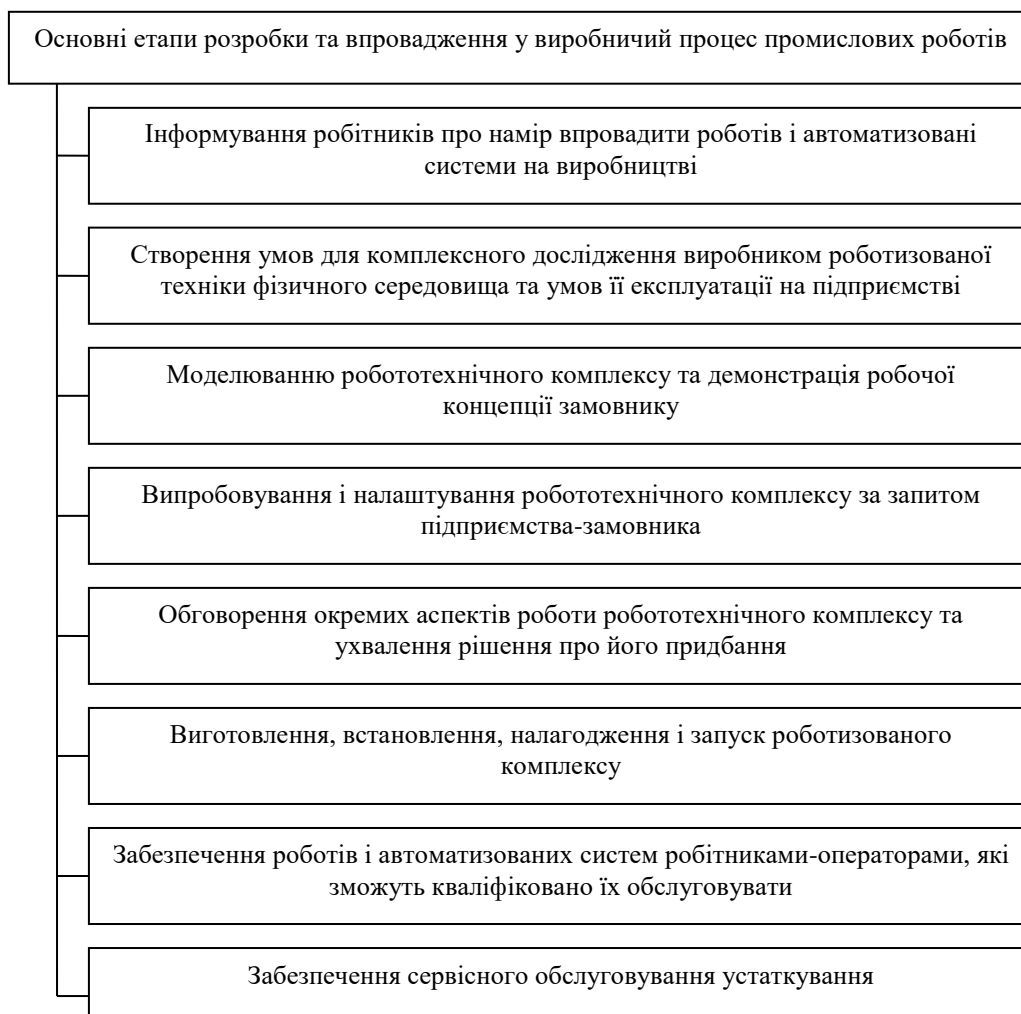 Основні етапи розробки та впровадження у виробничий процес промислових роботів
Інформування робітників про намір впровадити роботів і автоматизовані
системи на виробництві
Створення умов для комплексного дослідження виробником роботизованої
техніки фізичного середовища та умов її експлуатації на підприємстві
Моделюванню робототехнічного комплексу та демонстрація робочої
концепції замовнику
Випробовування і налаштування робототехнічного комплексу за запитом
підприємства-замовника
Обговорення окремих аспектів роботи робототехнічного комплексу та
ухвалення рішення про його придбання
Виготовлення, встановлення, налагодження і запуск роботизованого
комплексу
Забезпечення роботів і автоматизованих систем робітниками-операторами, які
зможуть кваліфіковано їх обслуговувати
Забезпечення сервісного обслуговування устаткування